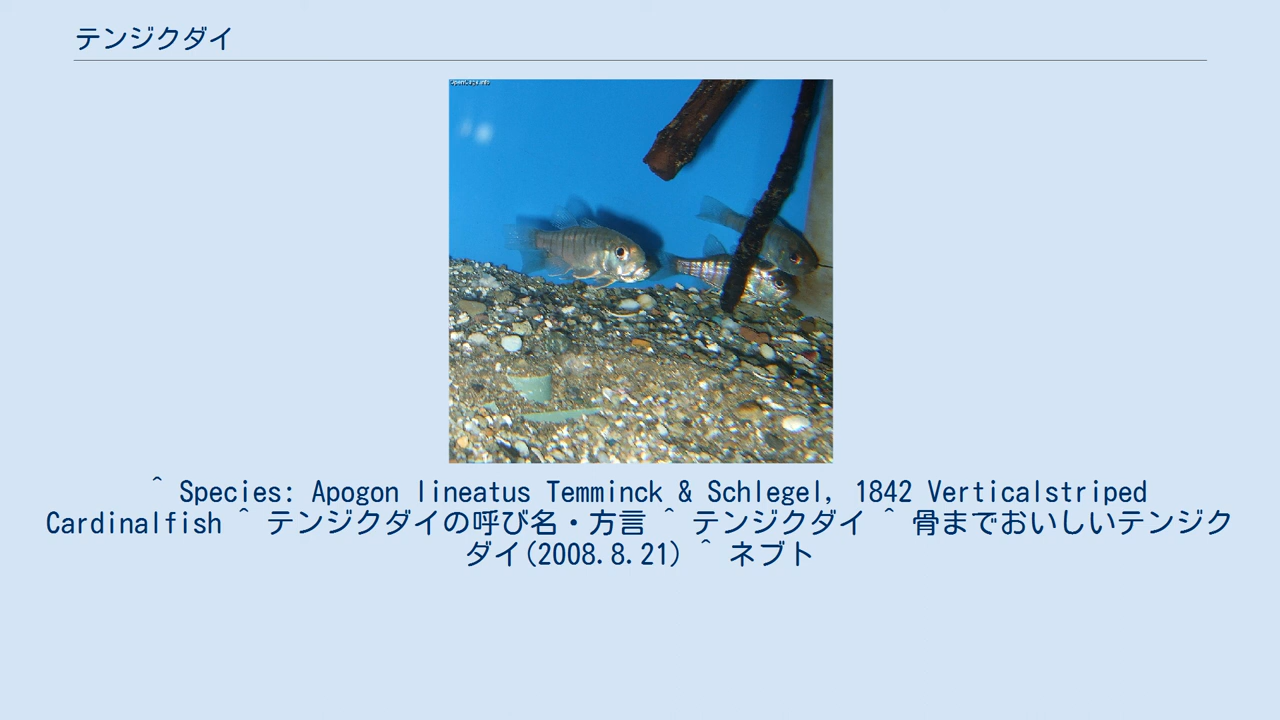 テンジクダイ
^ Species: Apogon lineatus Temminck & Schlegel, 1842 Verticalstriped
Cardinalfish ^ テンジクダイの呼び名・方言 ^ テンジクダイ ^ 骨までおいしいテンジク
ダイ(2008.8.21) ^ ネブト